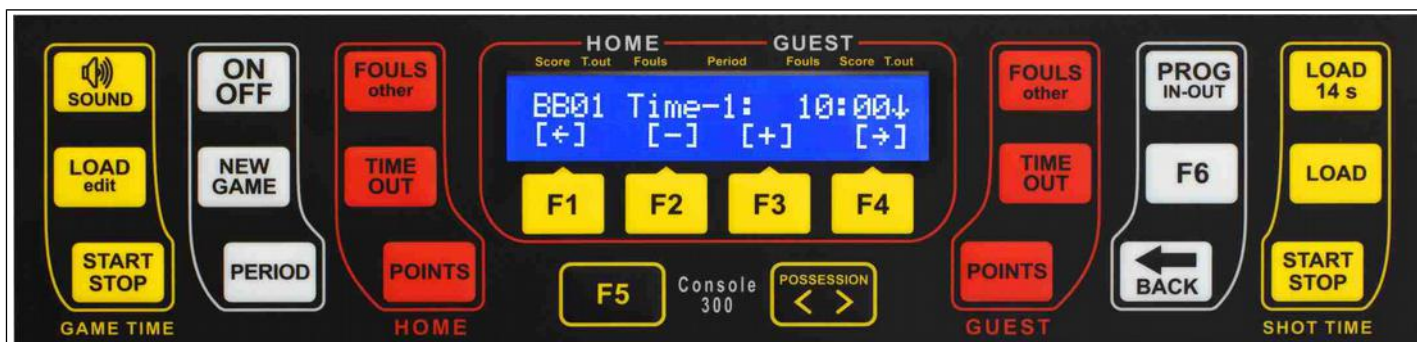 HOME GUEST
Score T.out Fouls Period Fouls Score T.out
BB01 Time-1: 10:00↓
[←] [−] [+] [→]
F1 F2 F3 F4
F5
Console
300
POSSESSION
< >
SOUND
LOAD
edit
START
STOP
GAME TIME
ON
OFF
NEW
GAME
PERIOD
FOULS
other
TIME
OUT
POINTS
HOME
FOULS
other
TIME
OUT
POINTS
GUEST
PROG
IN-OUT
F6
BACK
LOAD
14 s
LOAD
START
STOP
SHOT TIME